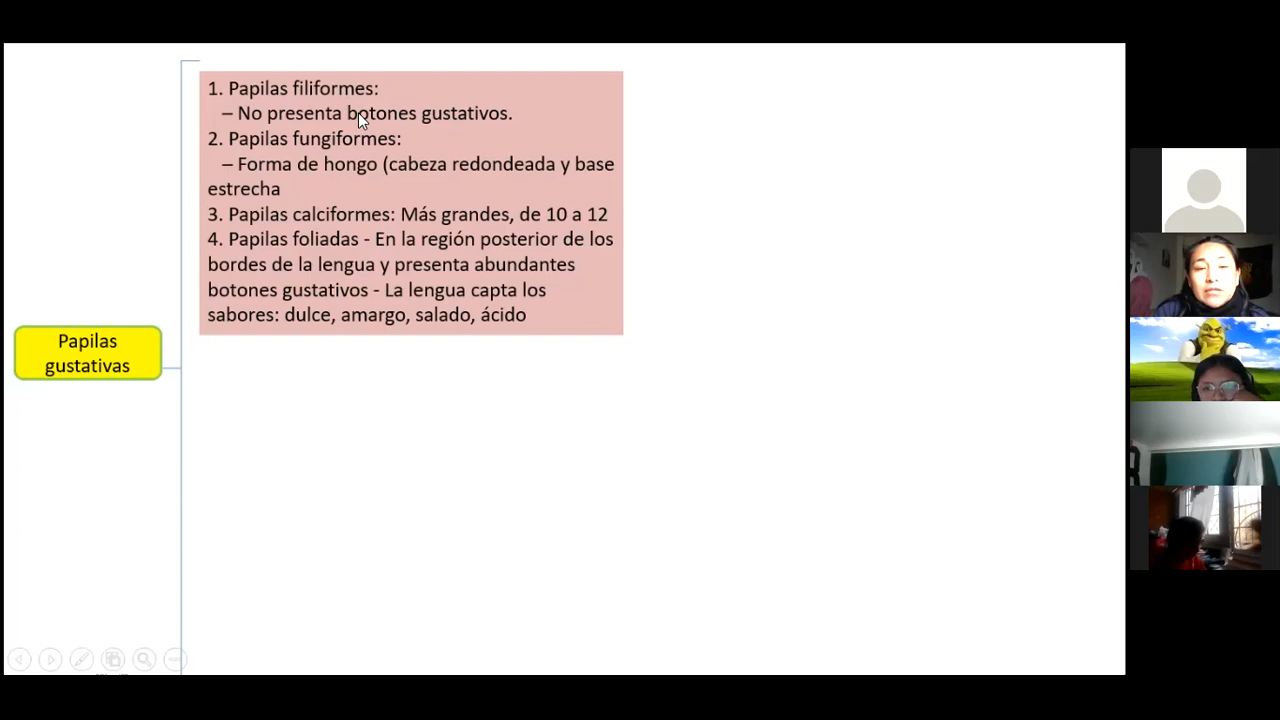 1. Papilas filiformes:
– No presenta botones gustativos.
2. Papilas fungiformes:
– Forma de hongo (cabeza redondeada y base
estrecha
3. Papilas calciformes: Más grandes, de 10 a 12
4. Papilas foliadas - En la región posterior de los
bordes de la lengua y presenta abundantes
botones gustativos - La lengua capta los
sabores: dulce, amargo, salado, ácido
Papilas
gustativas